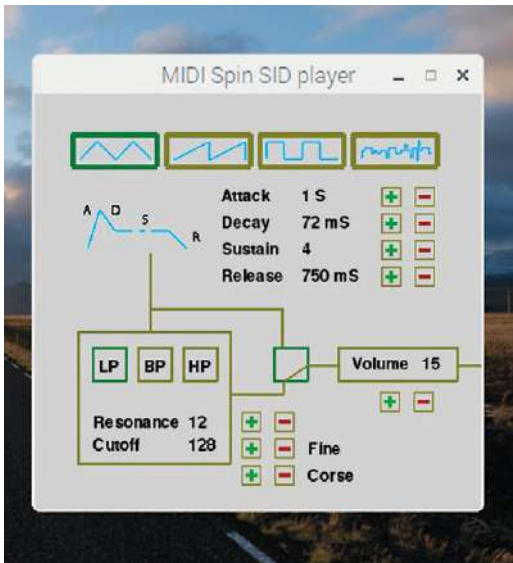 MIDI Spin SID player
A D S R
Attack 1 S
Decay 72 mS
Sustain 4
Release 750 mS
LP BP HP
Volume 15
Resonance 12
Cutoff 128
Fine
Corse